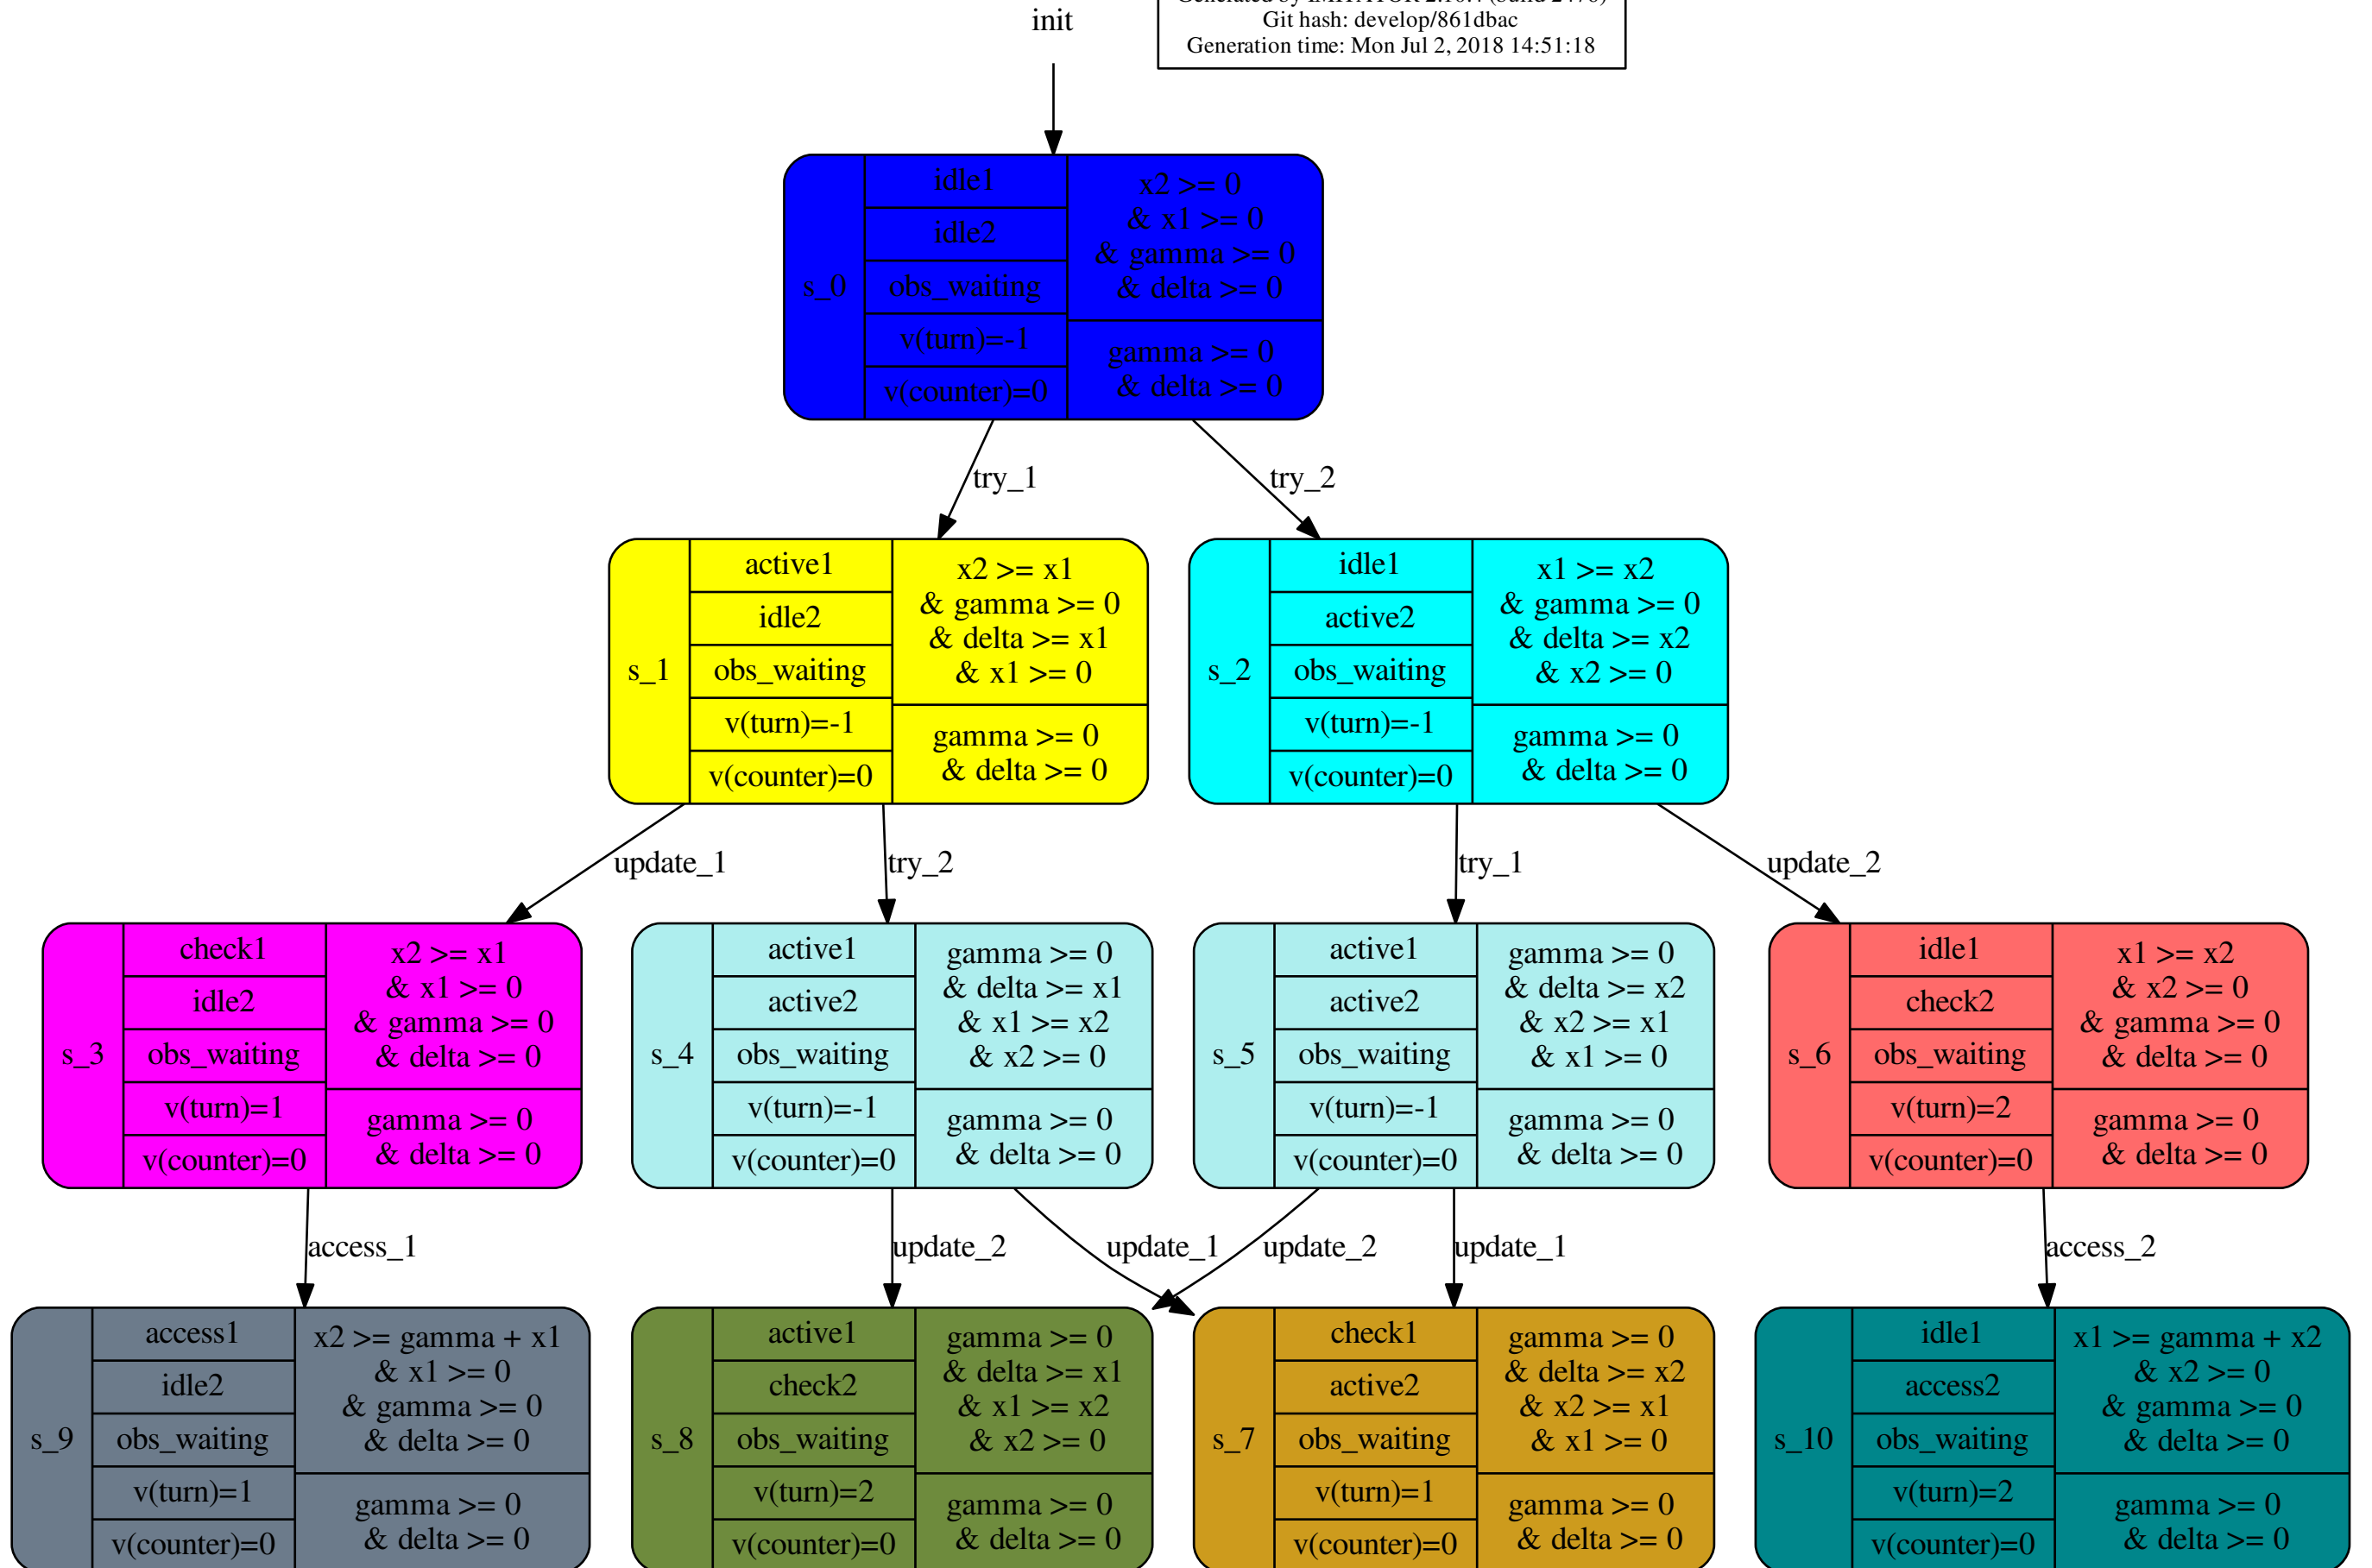 init
Generated by IMITATOR
Git hash: develop/861dbac
Generation time: Mon Jul 2, 2018 14:51:18
s_0
idle1
idle2
obs_waiting
v(turn)=-1
v(counter)=0
x2 >= 0
& x1 >= 0
& gamma >= 0
& delta >= 0
gamma >= 0
& delta >= 0
try_1
try_2
s_1
active1
idle2
obs_waiting
v(turn)=-1
v(counter)=0
x2 >= x1
& gamma >= 0
& delta >= x1
& x1 >= 0
gamma >= 0
& delta >= 0
s_2
idle1
active2
obs_waiting
v(turn)=-1
v(counter)=0
x1 >= x2
& gamma >= 0
& delta >= x2
& x2 >= 0
gamma >= 0
& delta >= 0
update_1
try_2
try_1
update_2
s_3
check1
idle2
obs_waiting
v(turn)=1
v(counter)=0
x2 >= x1
& x1 >= 0
& gamma >= 0
& delta >= 0
gamma >= 0
& delta >= 0
s_4
active1
active2
obs_waiting
v(turn)=-1
v(counter)=0
gamma >= 0
& delta >= x1
& x1 >= x2
& x2 >= 0
gamma >= 0
& delta >= 0
s_5
active1
active2
obs_waiting
v(turn)=-1
v(counter)=0
gamma >= 0
& delta >= x2
& x2 >= x1
& x1 >= 0
gamma >= 0
& delta >= 0
s_6
idle1
check2
obs_waiting
v(turn)=2
v(counter)=0
x1 >= x2
& x2 >= 0
& gamma >= 0
& delta >= 0
gamma >= 0
& delta >= 0
access_1
update_2
update_1
update_2
update_1
access_2
s_9
access1
idle2
obs_waiting
v(turn)=1
v(counter)=0
x2 >= gamma + x1
& x1 >= 0
& gamma >= 0
& delta >= 0
gamma >= 0
& delta >= 0
s_8
active1
check2
obs_waiting
v(turn)=2
v(counter)=0
gamma >= 0
& delta >= x1
& x1 >= x2
& x2 >= 0
gamma >= 0
& delta >= 0
s_7
check1
active2
obs_waiting
v(turn)=1
v(counter)=0
gamma >= 0
& delta >= x2
& x2 >= x1
& x1 >= 0
gamma >= 0
& delta >= 0
s_10
idle1
access2
obs_waiting
v(turn)=2
v(counter)=0
x1 >= gamma + x2
& x2 >= 0
& gamma >= 0
& delta >= 0
gamma >= 0
& delta >= 0